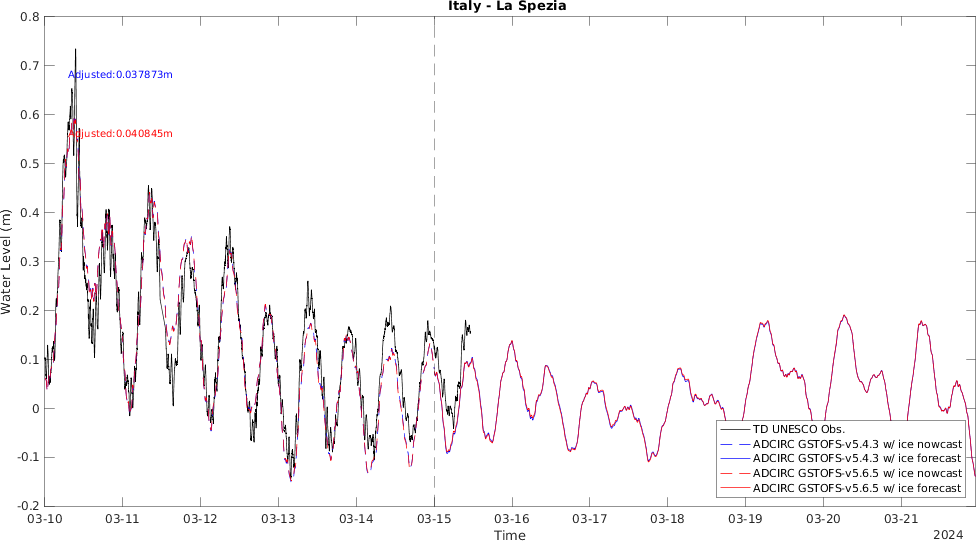 Italy - La Spezia
0.8
0.7
0.6
0.5
0.4
0.3
0.2
0.1
0
-0.1
-0.2
Water Level (m)
Adjusted:0.037873m
Adjusted:0.040845m
TD UNESCO Obs.
ADCIRC GSTOFS-v5.4.3 w/ ice nowcast
ADCIRC GSTOFS-v5.4.3 w/ ice forecast
ADCIRC GSTOFS-v5.6.5 w/ ice nowcast
ADCIRC GSTOFS-v5.6.5 w/ ice forecast
03-10 03-11 03-12 03-13 03-14 03-15 03-16 03-17 03-18 03-19 03-20 03-21
Time
2024